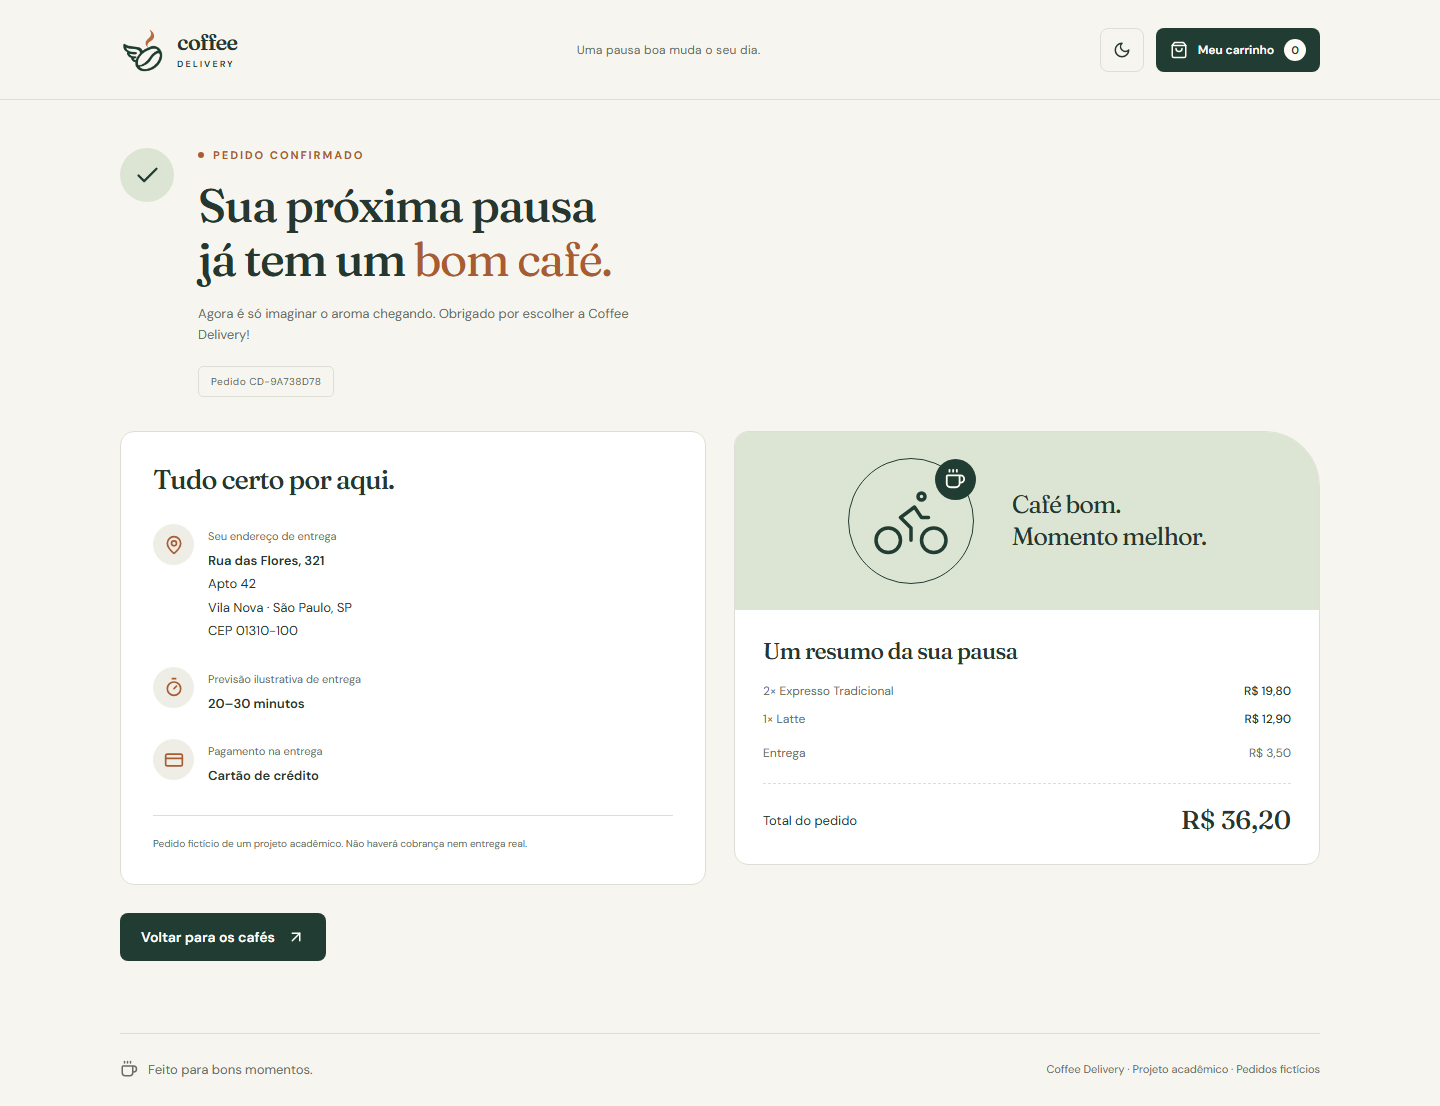 coffee
DELIVERY
Uma pausa boa muda o seu dia.
Meu carrinho 0
PEDIDO CONFIRMADO
Sua próxima pausa
já tem um bom café.
Agora é só imaginar o aroma chegando. Obrigado por escolher a Coffee
Delivery!
Pedido CD-9A738D78
Tudo certo por aqui.
Seu endereço de entrega
Rua das Flores, 321
Apto 42
Vila Nova · São Paulo, SP
CEP 01310-100
Previsão ilustrativa de entrega
20–30 minutos
Pagamento na entrega
Cartão de crédito
Pedido fictício de um projeto acadêmico. Não haverá cobrança nem entrega real.
Café bom.
Momento melhor.
Um resumo da sua pausa
2× Expresso Tradicional R$ 19,80
1× Latte R$ 12,90
Entrega R$ 3,50
Total do pedido R$ 36,20
Voltar para os cafés
Feito para bons momentos.
Coffee Delivery · Projeto acadêmico · Pedidos fictícios